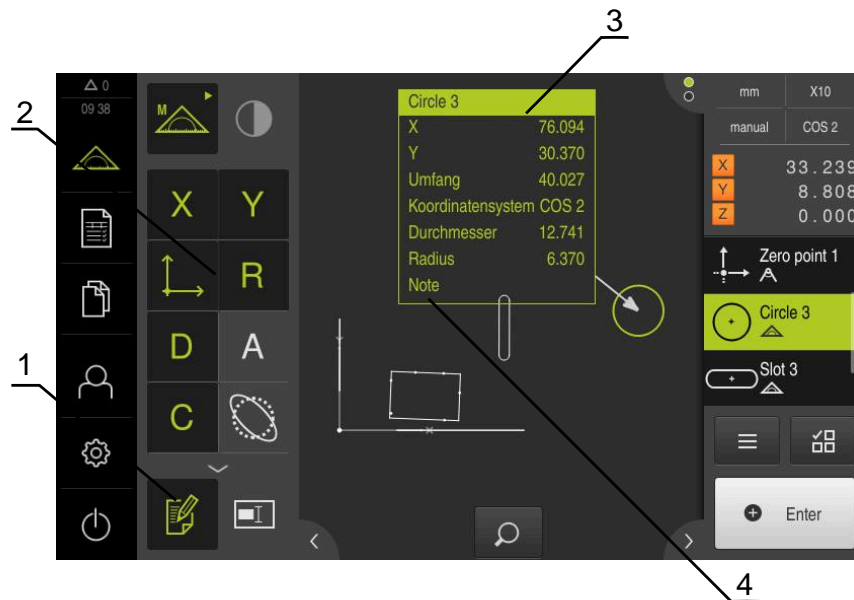 3
2
1
4
0
09 38
M
X Y
R
D A
C
Circle 3
X 76.094
Y 30.370
Umfang 40.027
Koordinatensystem COS 2
Durchmesser 12.741
Radius 6.370
Note
mm X10
manual COS 2
X 33.239
Y 8.808
Z 0.000
Zero point 1
Circle 3
Slot 3
Enter